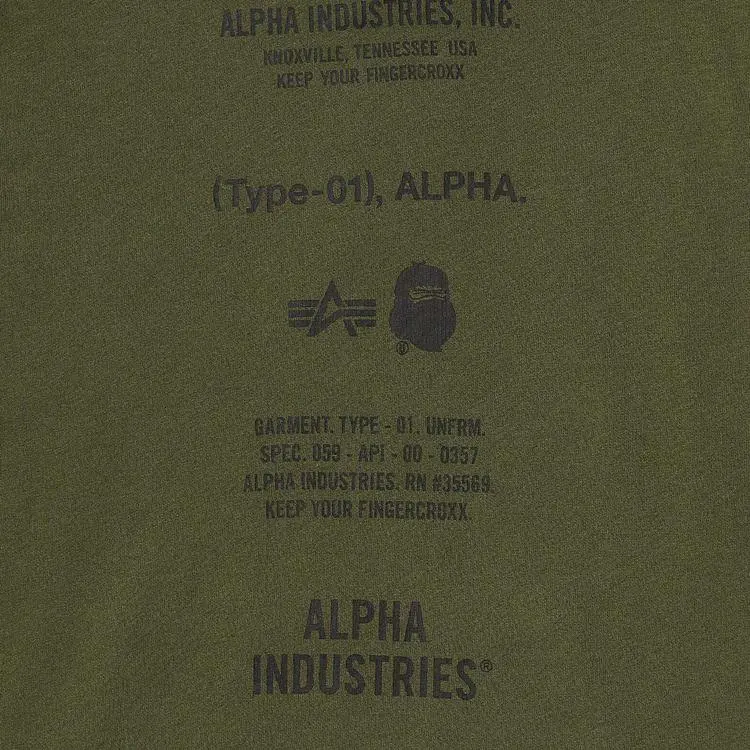 ALPHA INDUSTRIES, INC.
KNOXVILLE, TENNESSEE USA
KEEP YOUR FINGERCROXX
(Type-01), ALPHA.
®
GARMENT. TYPE - 01. UNFRM.
SPEC. 059 - API - 00 - 0357
ALPHA INDUSTRIES. RN #35569.
KEEP YOUR FINGERCROXX.
ALPHA
INDUSTRIES®